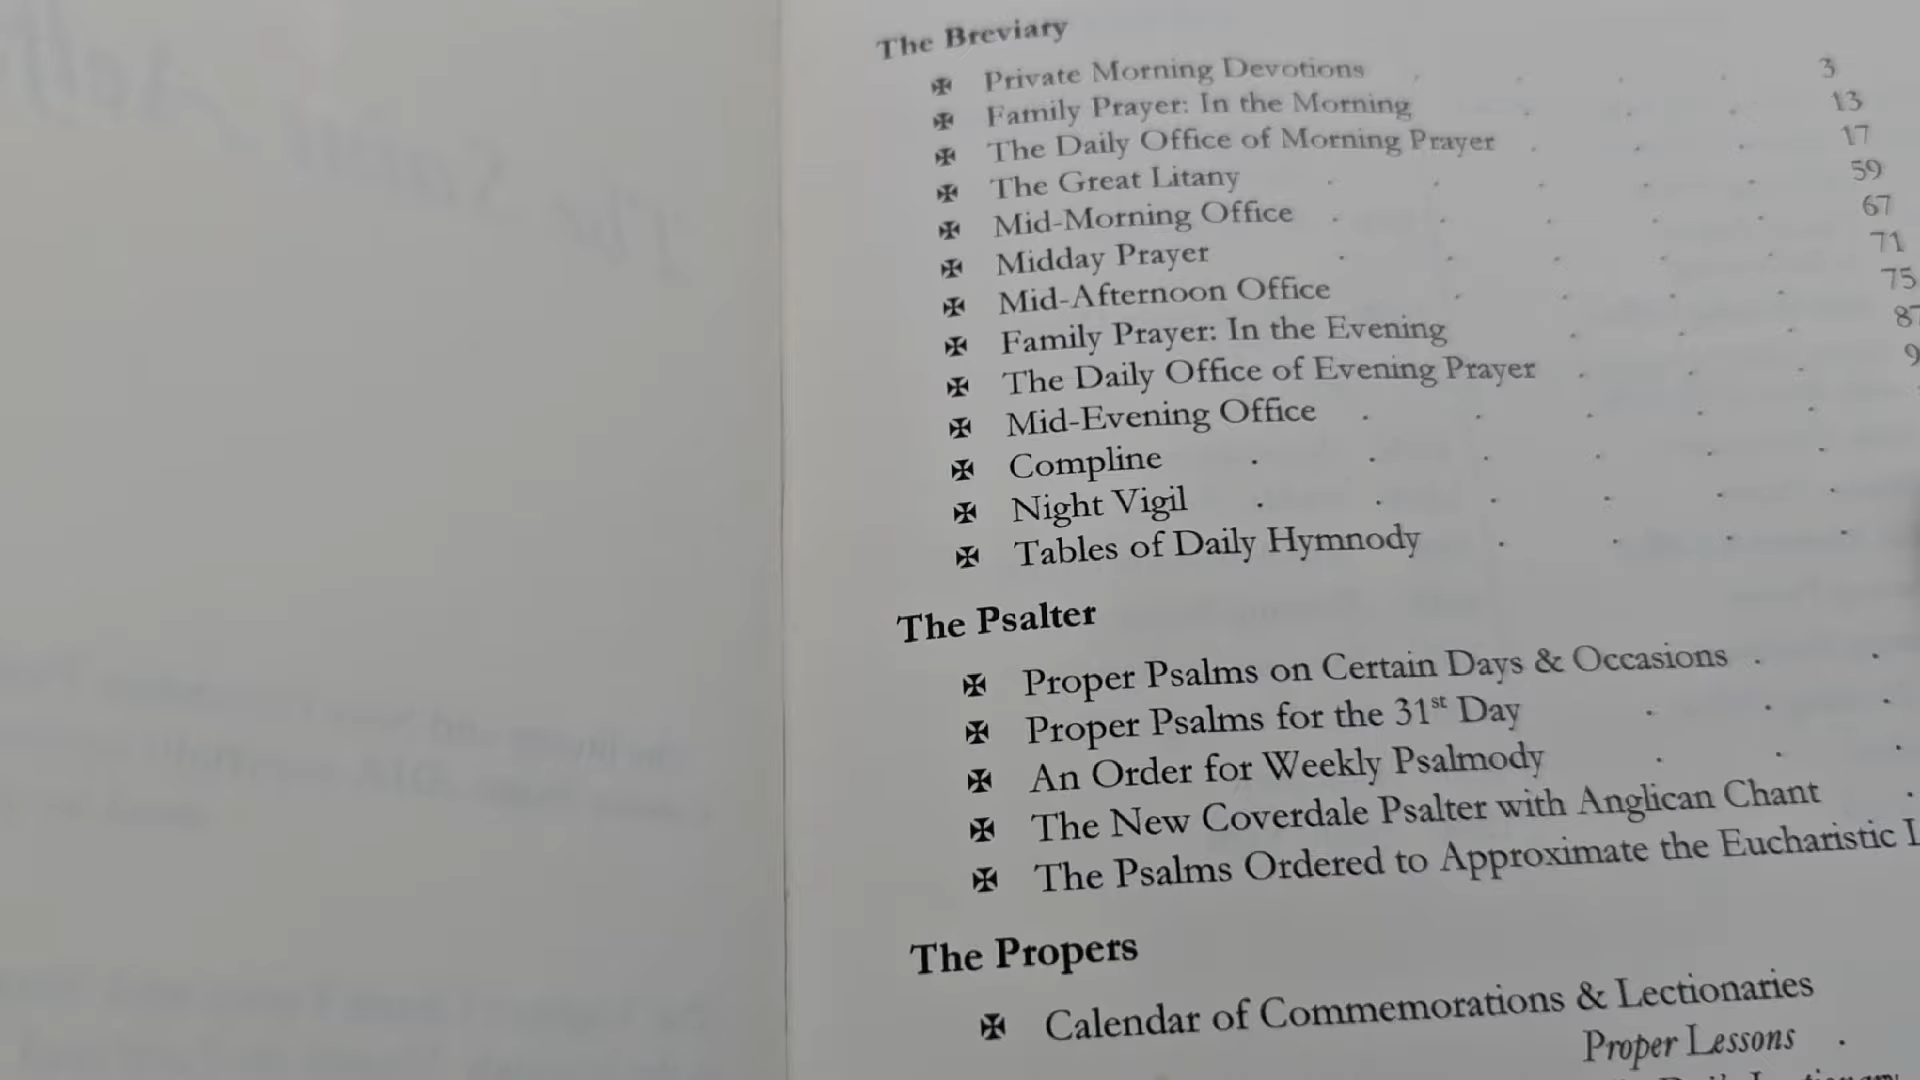 The Breviary
✠ Private Morning Devotions . . . . 3
✠ Family Prayer: In the Morning . . . 13
✠ The Daily Office of Morning Prayer . . . 17
✠ The Great Litany . . . . . 59
✠ Mid-Morning Office . . . . . 67
✠ Midday Prayer . . . . . 71
✠ Mid-Afternoon Office . . . . 75
✠ Family Prayer: In the Evening . . . 87
✠ The Daily Office of Evening Prayer . . . 9
✠ Mid-Evening Office . . . . .
✠ Compline . . . . . .
✠ Night Vigil . . . . . .
✠ Tables of Daily Hymnody . . . .
The Psalter
✠ Proper Psalms on Certain Days & Occasions . .
✠ Proper Psalms for the 31st Day . . .
✠ An Order for Weekly Psalmody . . .
✠ The New Coverdale Psalter with Anglican Chant .
✠ The Psalms Ordered to Approximate the Eucharistic
The Propers
✠ Calendar of Commemorations & Lectionaries
Proper Lessons .